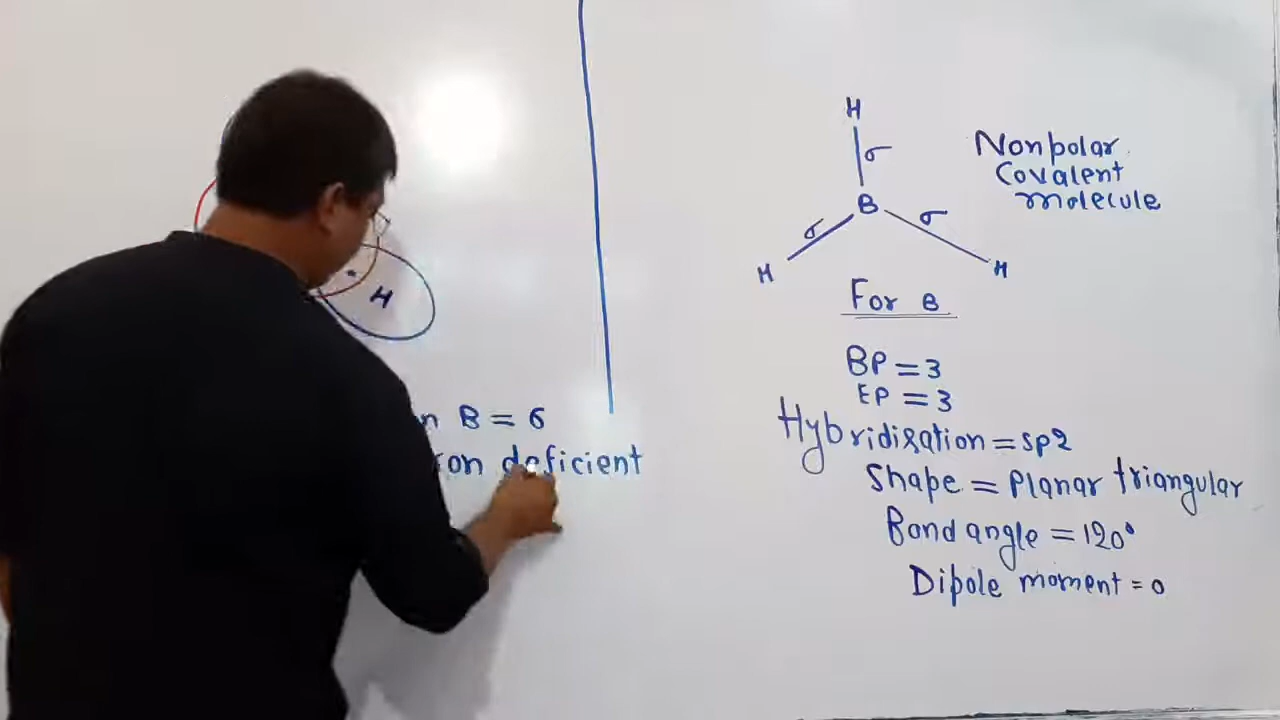 H
n B = 6
on deficient
H
σ
B
σ
σ
H
H
Nonpolar
Covalent
molecule
For B
BP = 3
EP = 3
Hybridization = sp2
Shape = Planar triangular
Bond angle = 120°
Dipole moment = 0